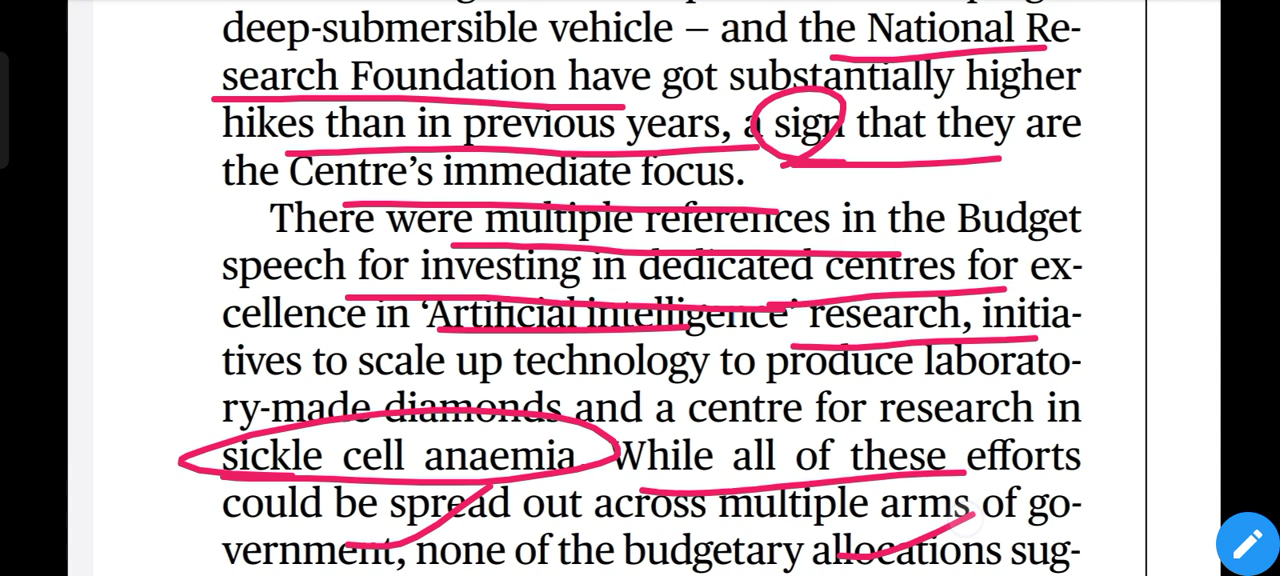 deep-submersible vehicle – and the National Re-
search Foundation have got substantially higher
hikes than in previous years, a sign that they are
the Centre's immediate focus.
There were multiple references in the Budget
speech for investing in dedicated centres for ex-
cellence in 'Artificial intelligence' research, initia-
tives to scale up technology to produce laborato-
ry-made diamonds and a centre for research in
sickle cell anaemia. While all of these efforts
could be spread out across multiple arms of go-
vernment, none of the budgetary allocations sug-